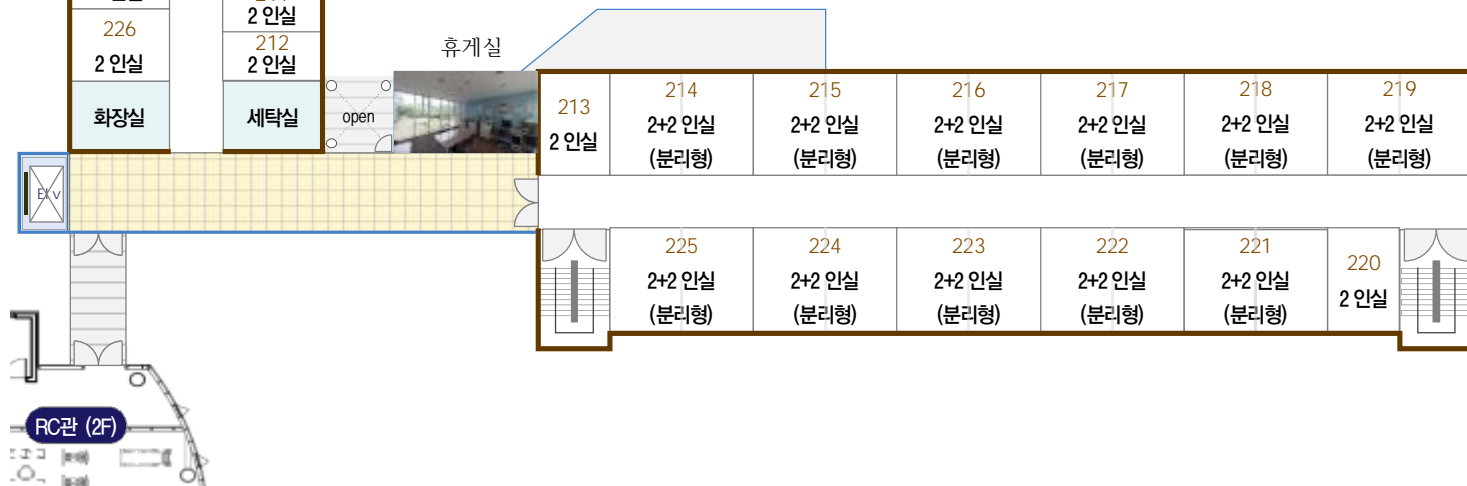 226
2 인실
2 인실
212
2 인실
화장실
세탁실
open
휴게실
213
2 인실
214
2+2 인실
(분리형)
215
2+2 인실
(분리형)
216
2+2 인실
(분리형)
217
2+2 인실
(분리형)
218
2+2 인실
(분리형)
219
2+2 인실
(분리형)
Elv
225
2+2 인실
(분리형)
224
2+2 인실
(분리형)
223
2+2 인실
(분리형)
222
2+2 인실
(분리형)
221
2+2 인실
(분리형)
220
2 인실
RC관 (2F)